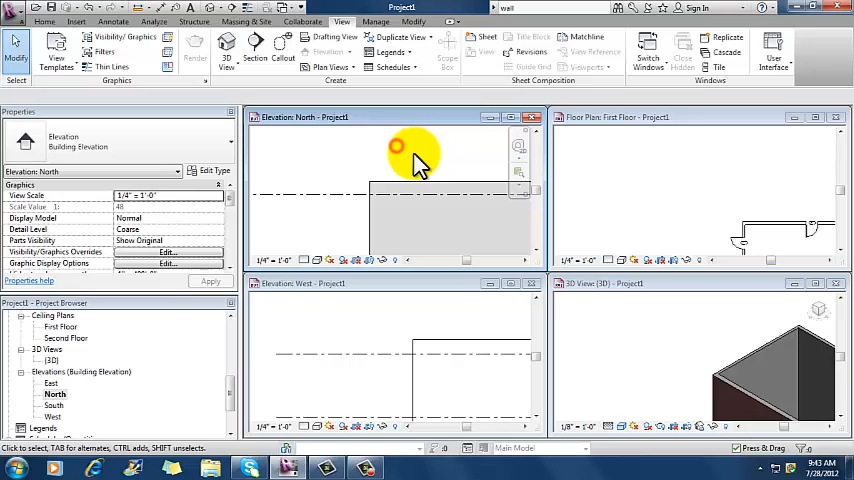 Project1
wall
Sign In
Home Insert Annotate Analyze Structure Massing & Site Collaborate View Manage Modify
Modify
View Templates
Visibility/ Graphics
Filters
Thin Lines
Render
3D View
Section
Callout
Drafting View
Plan Views
Elevation
Duplicate View
Legends
Schedules
Scope Box
Sheet
Title Block
Revisions
Guide Grid
Matchline
View Reference
Viewports
Switch Windows
Close Hidden
Replicate
Cascade
Tile
User Interface
Select Graphics Create Sheet Composition Windows
Properties
Elevation
Building Elevation
Elevation: North
Edit Type
Graphics
View Scale 1/4" = 1'-0"
Scale Value 1: 48
Display Model Normal
Detail Level Coarse
Parts Visibility Show Original
Visibility/Graphics Overrides Edit...
Graphic Display Options Edit...
Properties help
Apply
Project1 - Project Browser
Ceiling Plans
First Floor
Second Floor
3D Views
{3D}
Elevations (Building Elevation)
East
North
South
West
Legends
Elevation: North - Project1
1/4" = 1'-0"
Floor Plan: First Floor - Project1
1/4" = 1'-0"
Elevation: West - Project1
1/4" = 1'-0"
3D View: {3D} - Project1
1/8" = 1'-0"
Click to select, TAB for alternates, CTRL adds, SHIFT unselects.
:0
Main Model
Press & Drag
:0
9:43 AM
7/28/2012